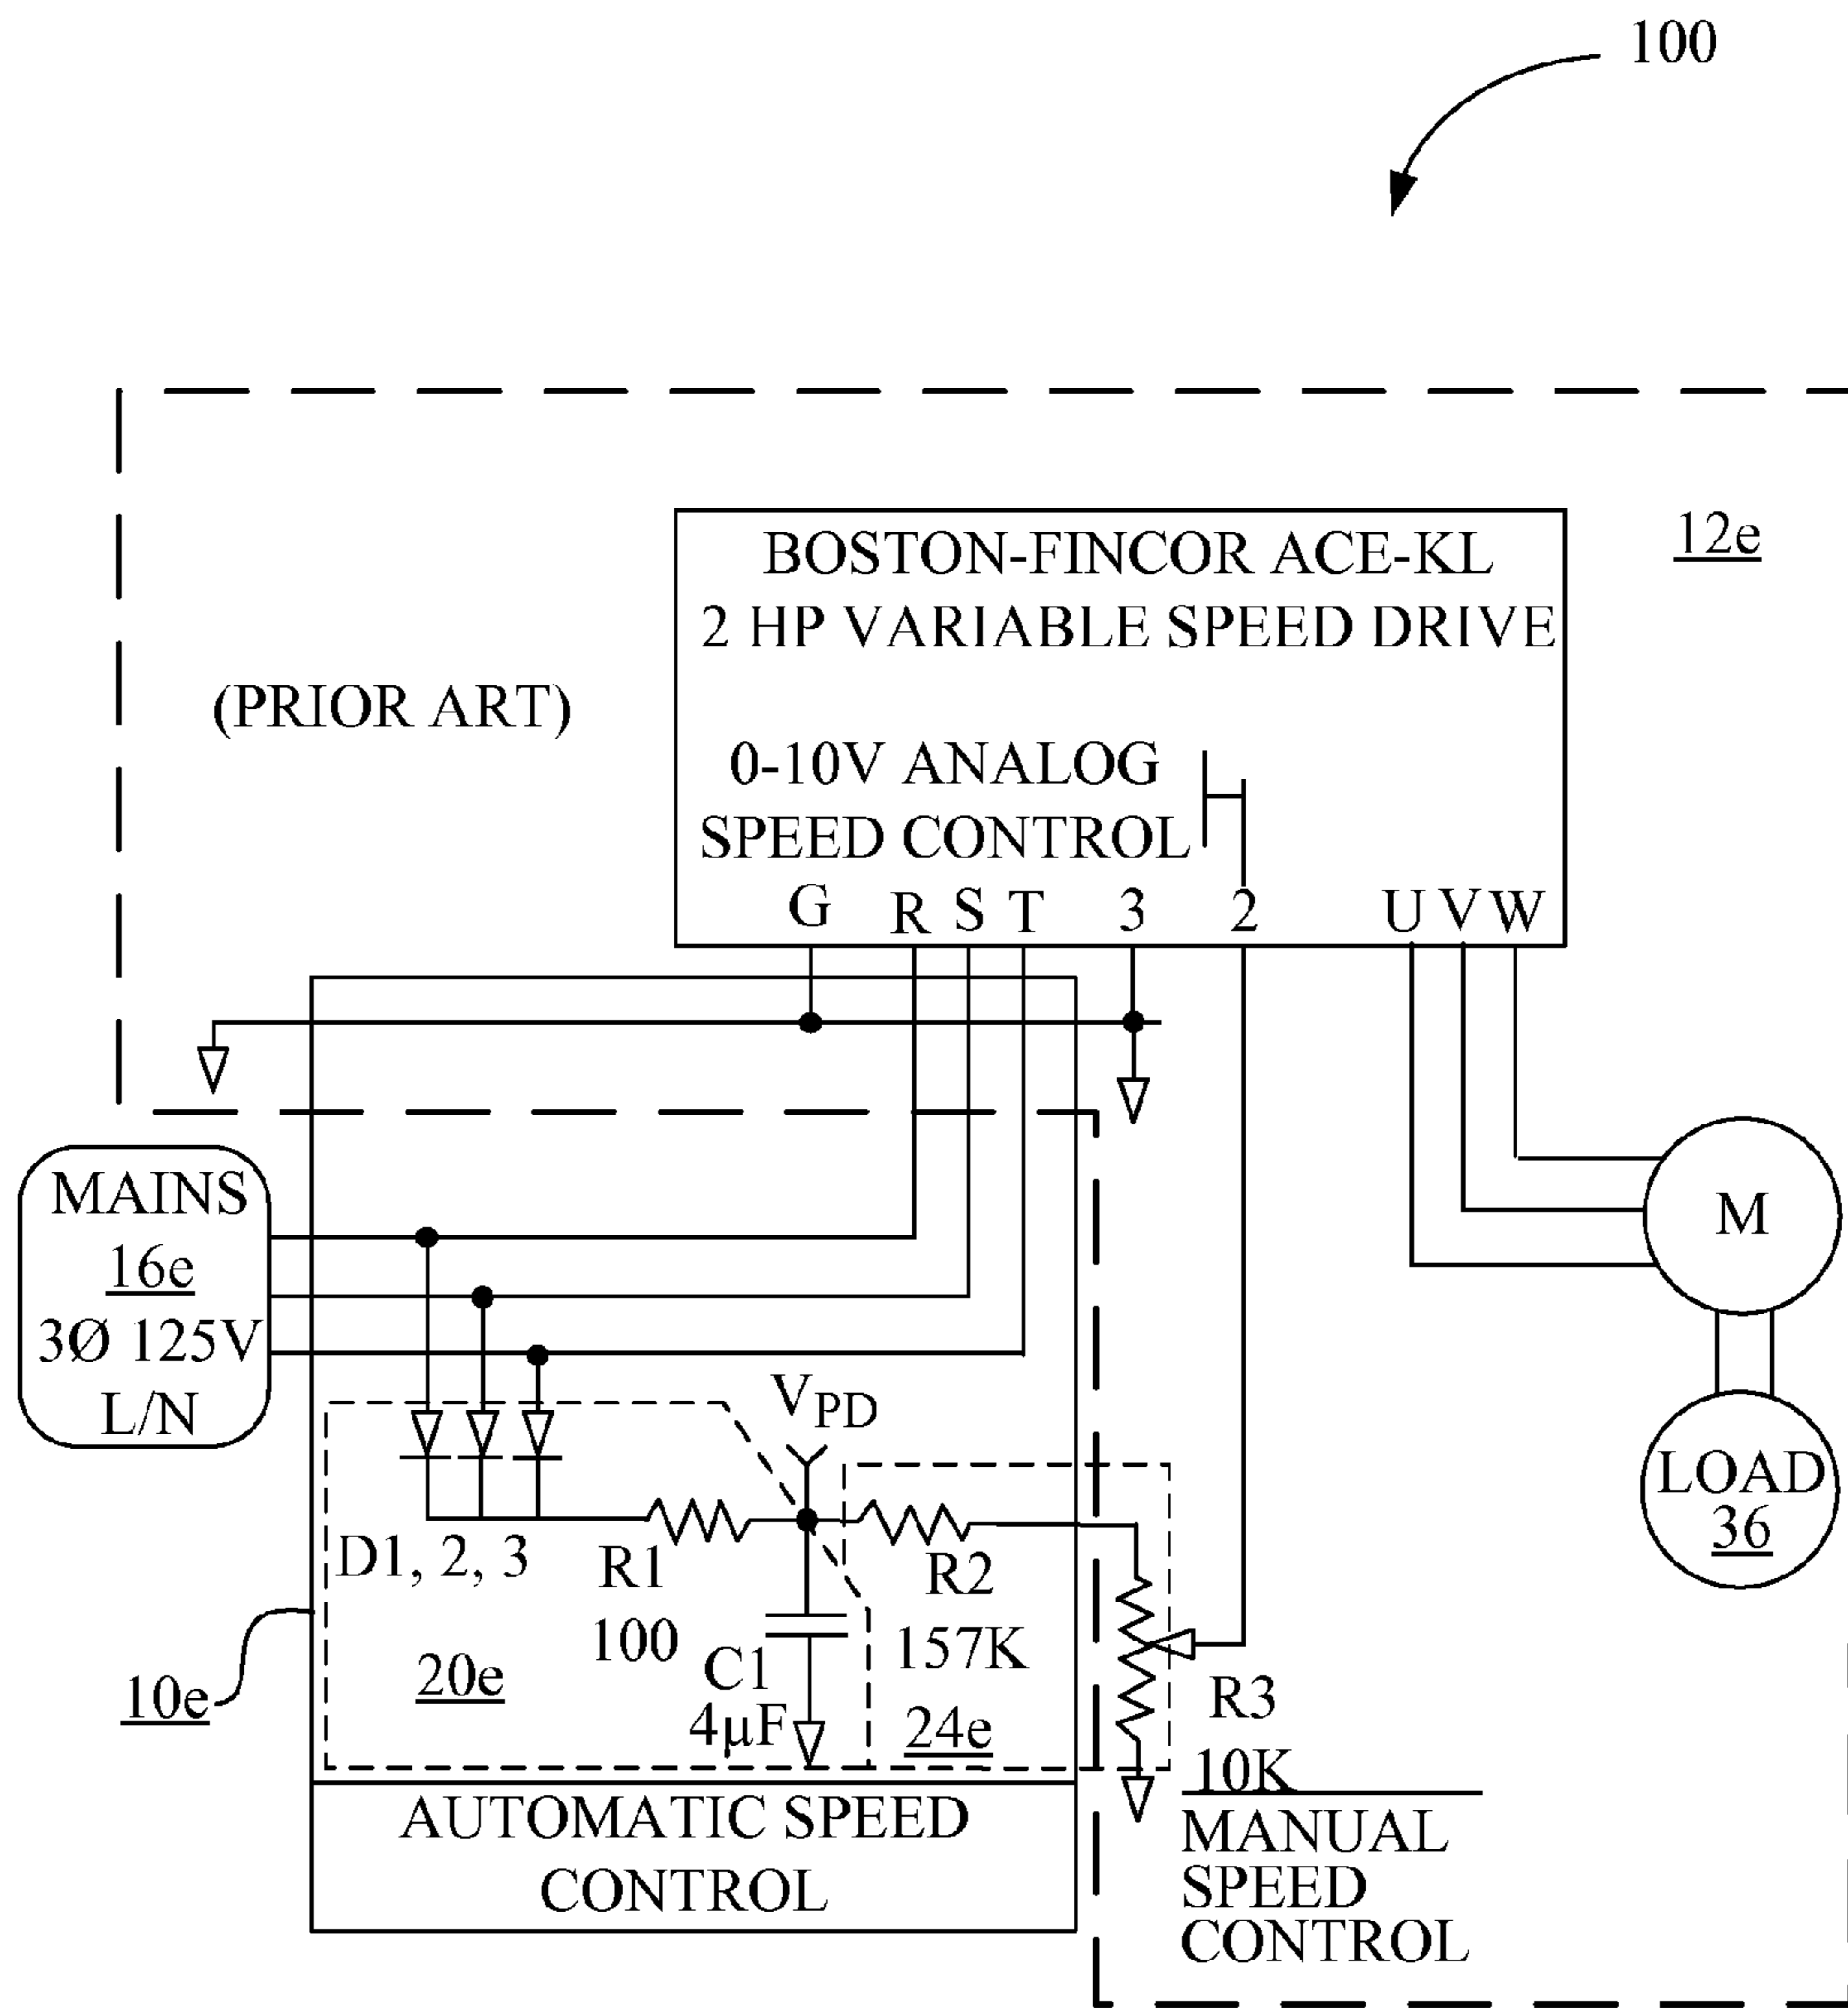 100
BOSTON-FINCOR ACE-KL
2 HP VARIABLE SPEED DRIVE
12e
(PRIOR ART)
0-10V ANALOG
SPEED CONTROL
G R S T 3 2 U V W
MAINS
16e
3Ø 125V
L/N
M
LOAD
36
VPD
D1, 2, 3
R1
100
R2
157K
C1
4µF
20e
24e
10e
R3
10K
MANUAL
SPEED
CONTROL
AUTOMATIC SPEED
CONTROL